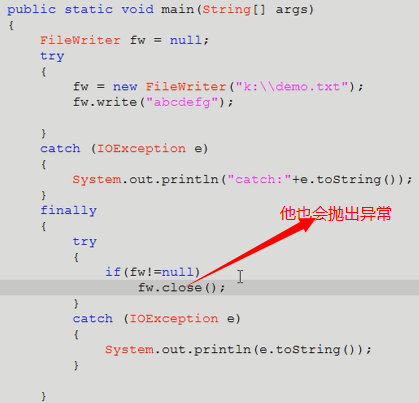 public static void main(String[] args)
{
    FileWriter fw = null;
    try
    {
        fw = new FileWriter("k:\\demo.txt");
        fw.write("abcdefg");
    }
    catch (IOException e)
    {
        System.out.println("catch:"+e.toString());
    }
    finally
他也会抛出异常
    {
        try
        {
            if(fw!=null)
                fw.close();
        }
        catch (IOException e)
        {
            System.out.println(e.toString());
        }
    }